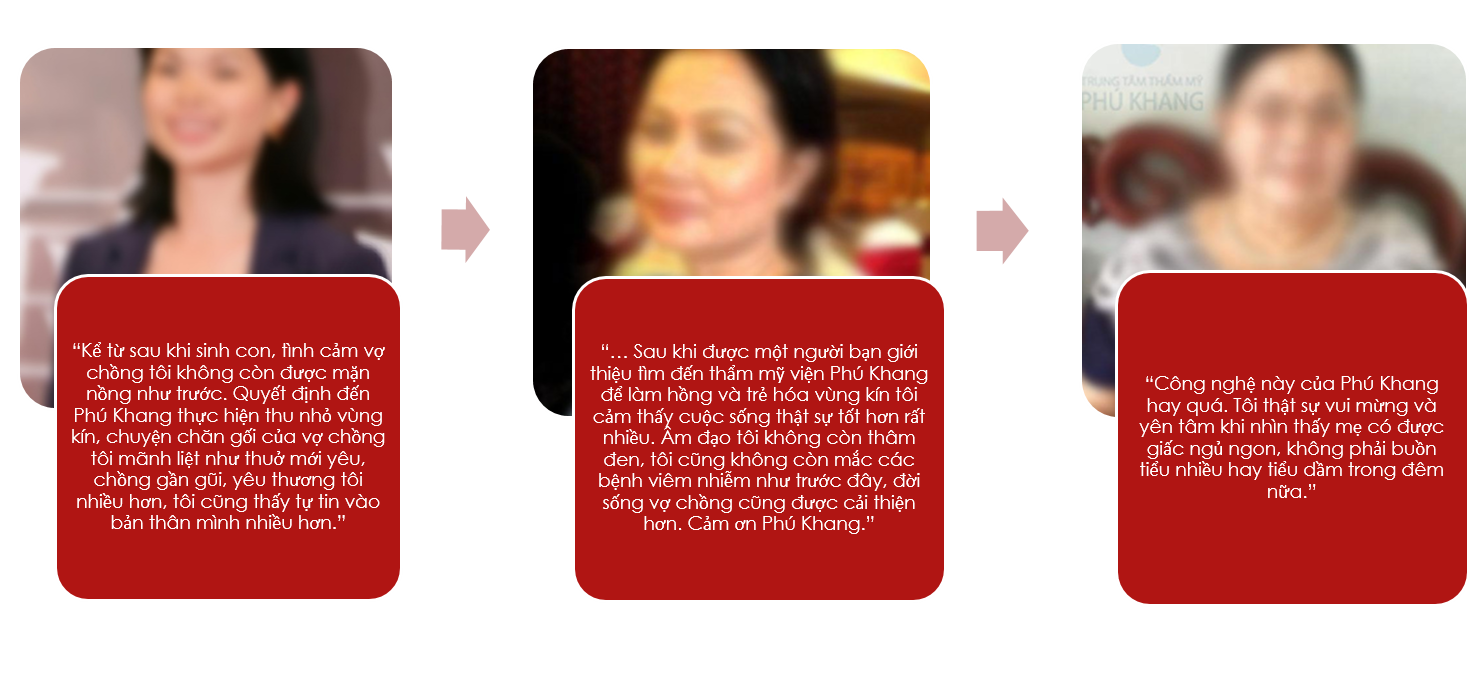 “Kể từ sau khi sinh con, tình cảm vợ
chồng tôi không còn được mặn
nồng như trước. Quyết định đến
Phú Khang thực hiện thu nhỏ vùng
kín, chuyện chăn gối của vợ chồng
tôi mãnh liệt như thuở mới yêu,
chồng gần gũi, yêu thương tôi
nhiều hơn, tôi cũng thấy tự tin vào
bản thân mình nhiều hơn.”
“… Sau khi được một người bạn giới
thiệu tìm đến thẩm mỹ viện Phú Khang
để làm hồng và trẻ hóa vùng kín tôi
cảm thấy cuộc sống thật sự tốt hơn rất
nhiều. Âm đạo tôi không còn thâm
đen, tôi cũng không còn mắc các
bệnh viêm nhiễm như trước đây, đời
sống vợ chồng cũng được cải thiện
hơn. Cảm ơn Phú Khang.”
TRUNG TÂM THẨM MỸ
PHÚ KHANG
“Công nghệ này của Phú Khang
hay quá. Tôi thật sự vui mừng và
yên tâm khi nhìn thấy mẹ có được
giấc ngủ ngon, không phải buồn
tiểu nhiều hay tiểu dầm trong đêm
nữa.”